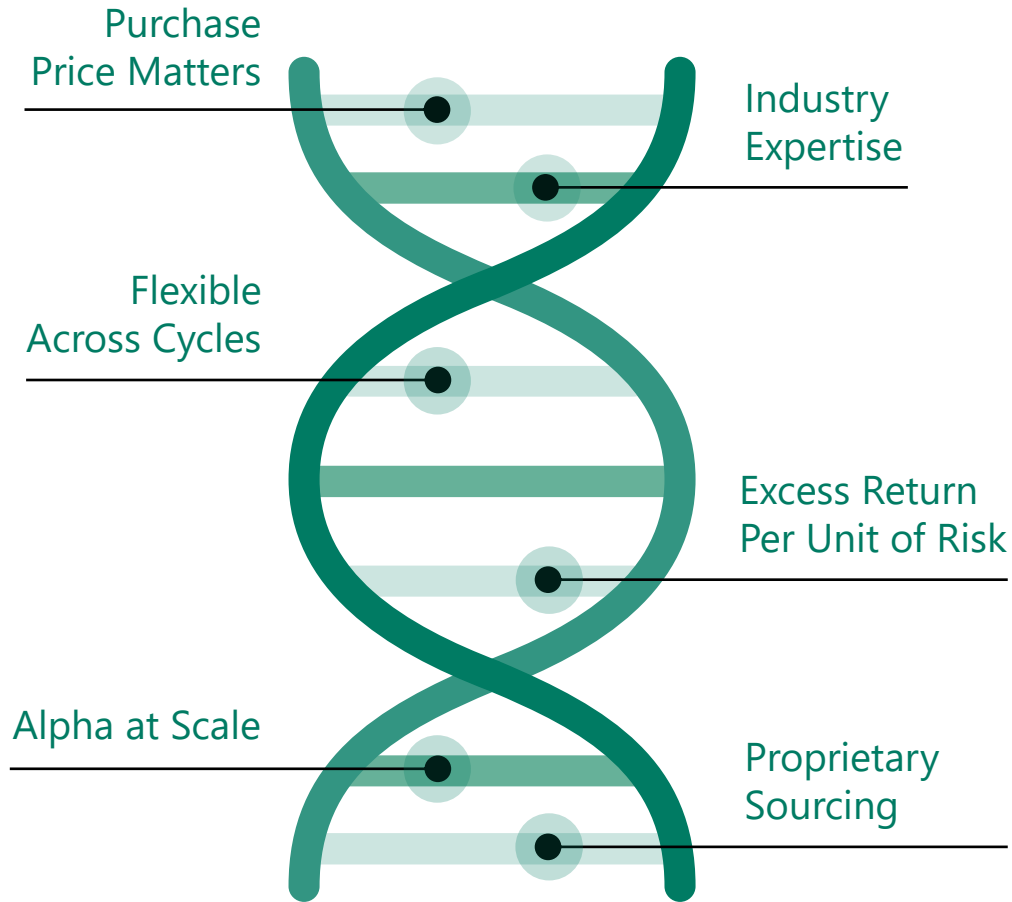 Purchase
Price Matters
Industry
Expertise
Flexible
Across Cycles
Excess Return
Per Unit of Risk
Alpha at Scale
Proprietary
Sourcing